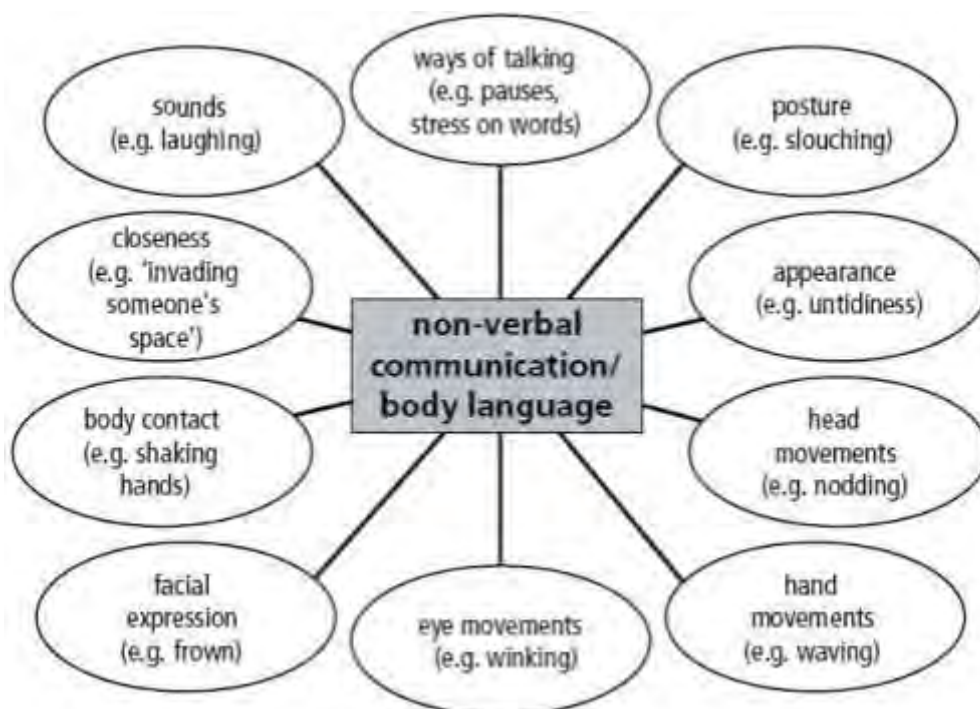 ways of talking
(e.g. pauses,
stress on words)
sounds
(e.g. laughing)
posture
(e.g. slouching)
closeness
(e.g. 'invading
someone's
space')
appearance
(e.g. untidiness)
non-verbal
communication/
body language
body contact
(e.g. shaking
hands)
head
movements
(e.g. nodding)
facial
expression
(e.g. frown)
eye movements
(e.g. winking)
hand
movements
(e.g. waving)